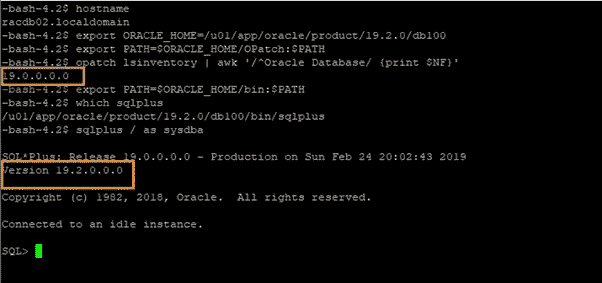 -bash-4.2$ hostname
racdb02.localdomain
-bash-4.2$ export ORACLE_HOME=/u01/app/oracle/product/19.2.0/db100
-bash-4.2$ export PATH=$ORACLE_HOME/OPatch:$PATH
-bash-4.2$ opatch lsinventory | awk '/^Oracle Database/ {print $NF}'
19.0.0.0.0
-bash-4.2$ export PATH=$ORACLE_HOME/bin:$PATH
-bash-4.2$ which sqlplus
/u01/app/oracle/product/19.2.0/db100/bin/sqlplus
-bash-4.2$ sqlplus / as sysdba
SQL*Plus: Release 19.0.0.0.0 - Production on Sun Feb 24 20:02:43 2019
Version 19.2.0.0.0
Copyright (c) 1982, 2018, Oracle.  All rights reserved.
Connected to an idle instance.
SQL>